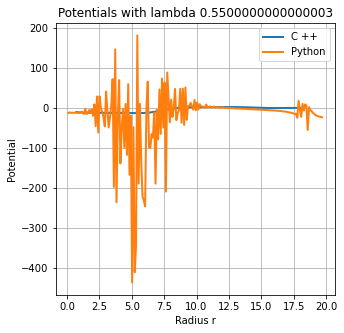 Potentials with lambda 0.5500000000000003
C ++
Python
200
100
0
−100
−200
−300
−400
Potential
0.0 2.5 5.0 7.5 10.0 12.5 15.0 17.5 20.0
Radius r